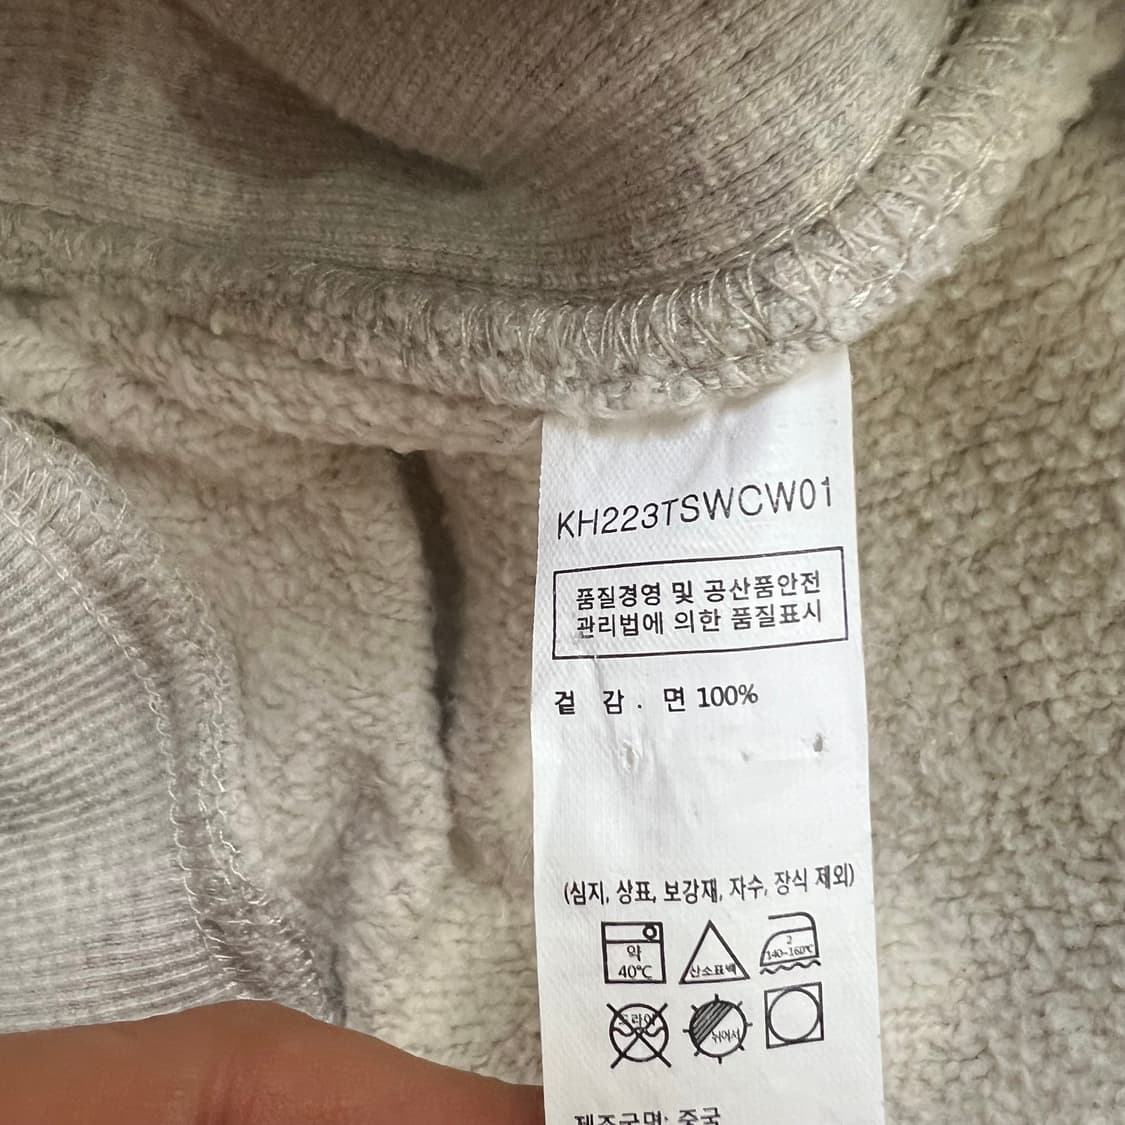 KH223TSWCW01
품질경영 및 공산품안전
관리법에 의한 품질표시
겉 감 . 면 100%
(심지, 상표, 보강재, 자수, 장식 제외)
약
40℃
산소표백
2
140~160℃
드라이
뉘어서
제조국명: 중국